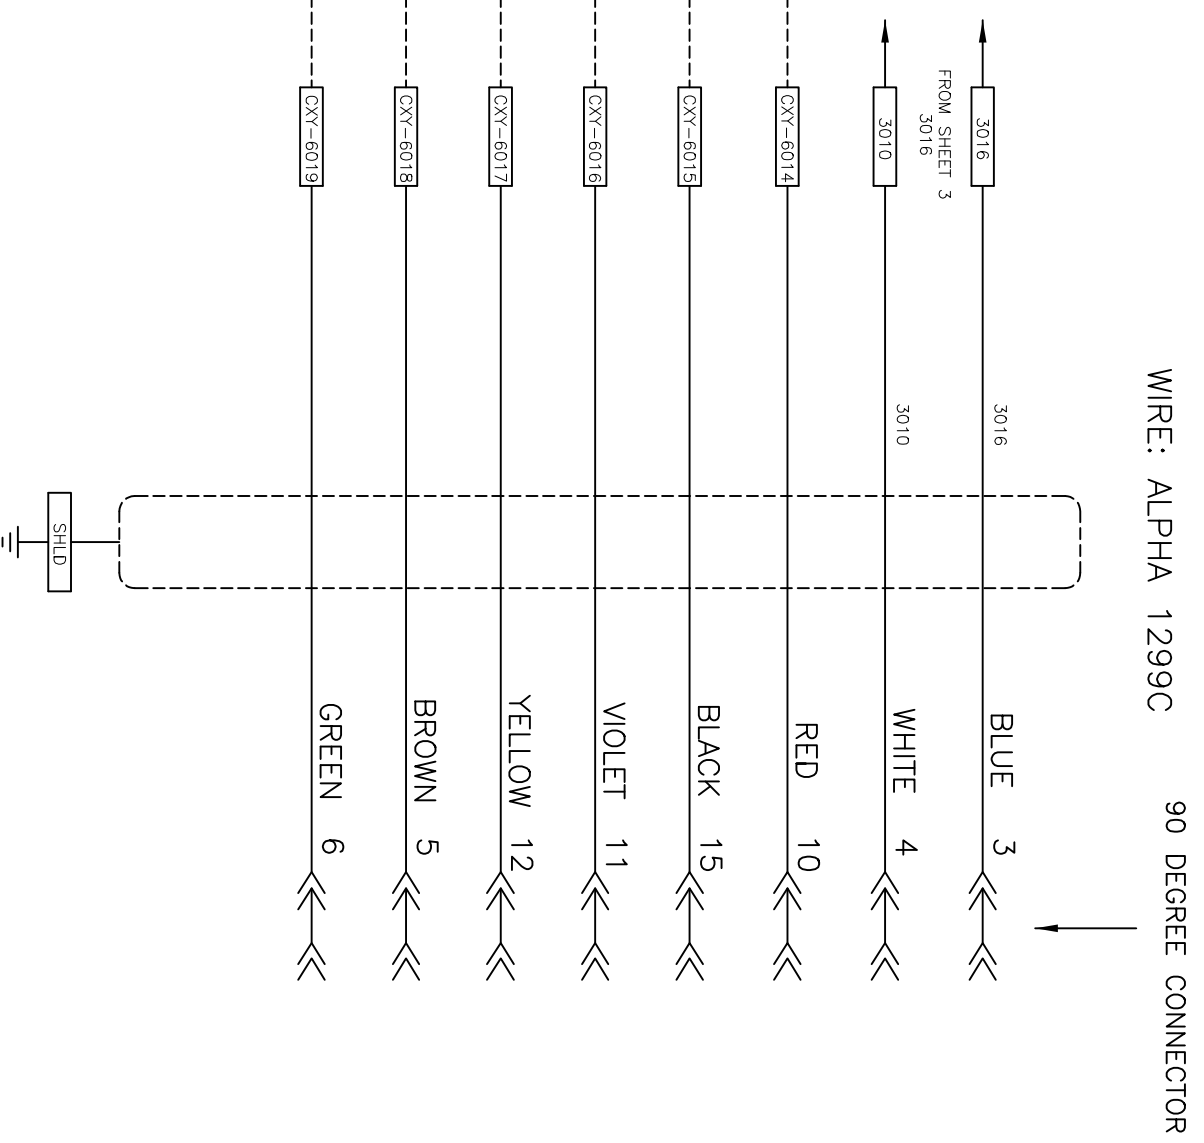 WIRE: ALPHA 1299C
90 DEGREE CONNECTOR
3016
3016
BLUE 3
FROM SHEET 3
3016
3010
3010
WHITE 4
CXY-6014
RED 10
CXY-6015
BLACK 15
CXY-6016
VIOLET 11
CXY-6017
YELLOW 12
CXY-6018
BROWN 5
CXY-6019
GREEN 6
SHLD